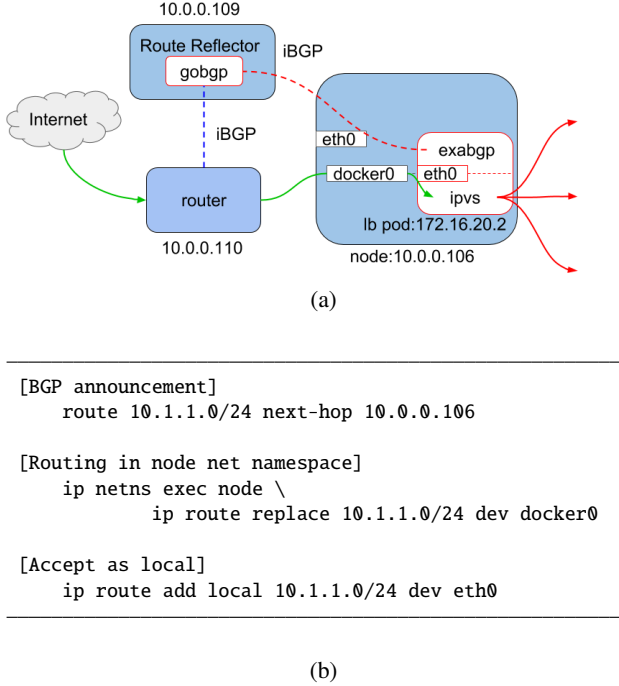 10.0.0.109
Route Reflector
iBGP
gobgp
Internet
iBGP
eth0
exabgp
docker0
eth0
router
ipvs
lb pod:172.16.20.2
10.0.0.110
node:10.0.0.106
(a)
[BGP announcement]
route 10.1.1.0/24 next-hop 10.0.0.106
[Routing in node net namespace]
ip netns exec node \
ip route replace 10.1.1.0/24 dev docker0
[Accept as local]
ip route add local 10.1.1.0/24 dev eth0
(b)